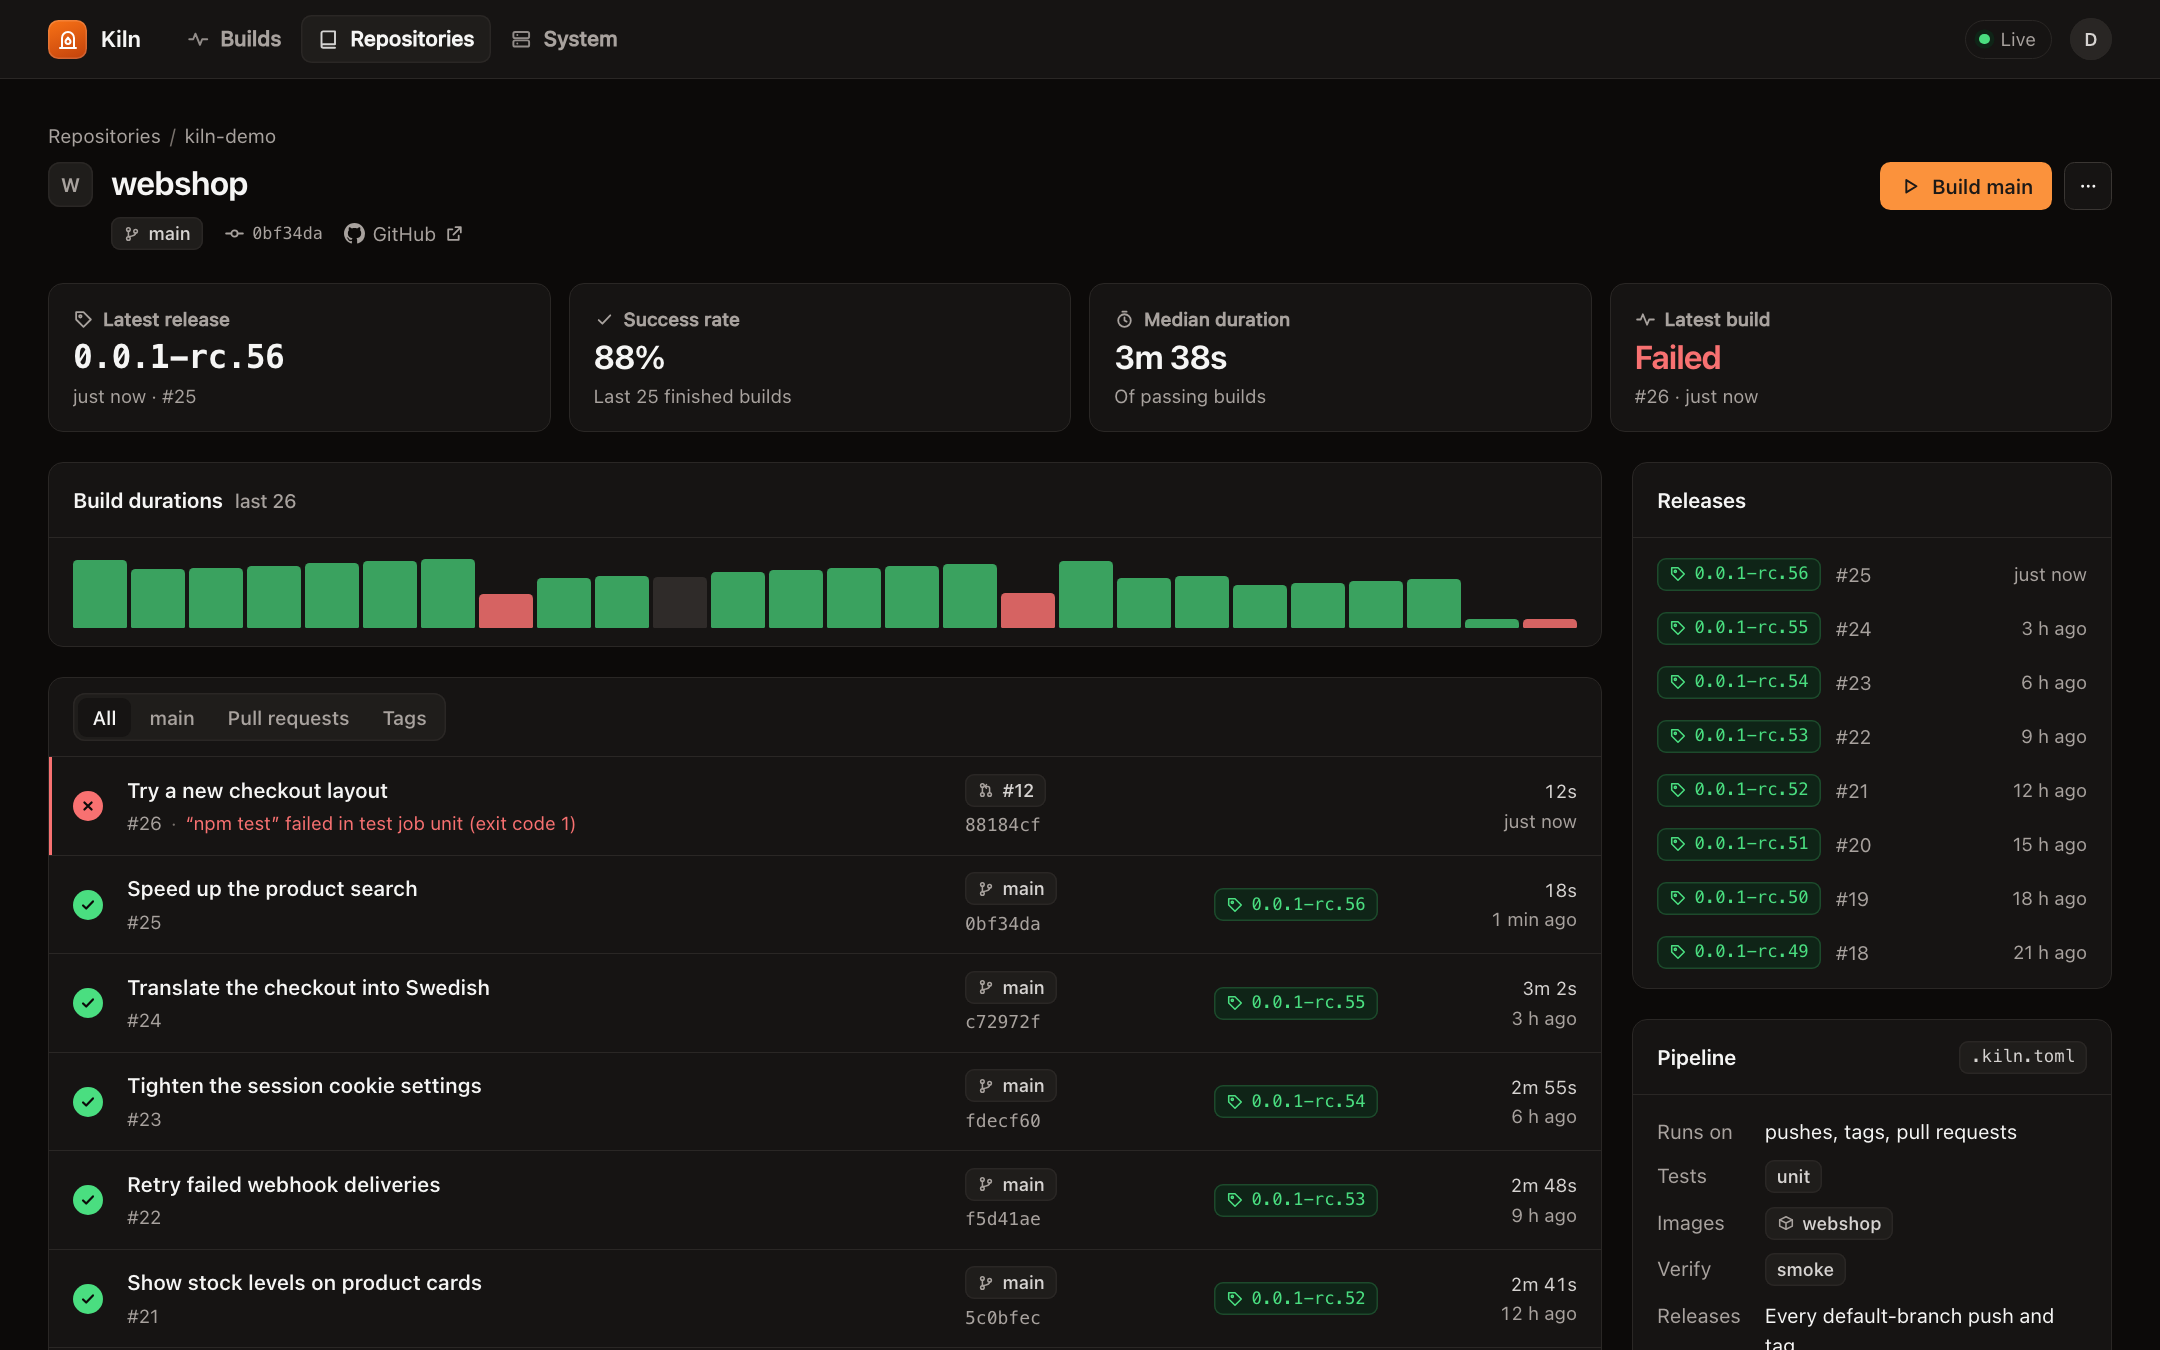 Kiln
Builds
Repositories
System
Live
D
Repositories / kiln-demo
W
webshop
Build main
main
0bf34da
GitHub
Latest release
0.0.1-rc.56
just now · #25
Success rate
88%
Last 25 finished builds
Median duration
3m 38s
Of passing builds
Latest build
Failed
#26 · just now
Build durations last 26
All main Pull requests Tags
Try a new checkout layout
#26 · “npm test” failed in test job unit (exit code 1)
#12
88184cf
12s
just now
Speed up the product search
#25
main
0bf34da
0.0.1-rc.56
18s
1 min ago
Translate the checkout into Swedish
#24
main
c72972f
0.0.1-rc.55
3m 2s
3 h ago
Tighten the session cookie settings
#23
main
fdecf60
0.0.1-rc.54
2m 55s
6 h ago
Retry failed webhook deliveries
#22
main
f5d41ae
0.0.1-rc.53
2m 48s
9 h ago
Show stock levels on product cards
#21
main
5c0bfec
0.0.1-rc.52
2m 41s
12 h ago
Releases
0.0.1-rc.56 #25 just now
0.0.1-rc.55 #24 3 h ago
0.0.1-rc.54 #23 6 h ago
0.0.1-rc.53 #22 9 h ago
0.0.1-rc.52 #21 12 h ago
0.0.1-rc.51 #20 15 h ago
0.0.1-rc.50 #19 18 h ago
0.0.1-rc.49 #18 21 h ago
Pipeline .kiln.toml
Runs on pushes, tags, pull requests
Tests unit
Images webshop
Verify smoke
Releases Every default-branch push and
tag